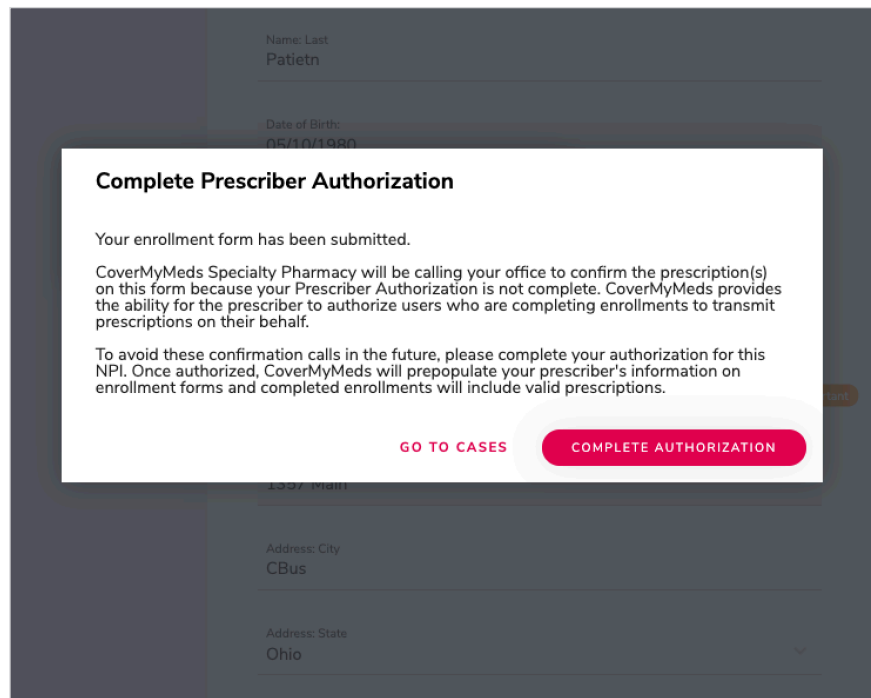 Name: Last
Patietn
Date of Birth:
05/10/1980
Complete Prescriber Authorization
Your enrollment form has been submitted.
CoverMyMeds Specialty Pharmacy will be calling your office to confirm the prescription(s)
on this form because your Prescriber Authorization is not complete. CoverMyMeds provides
the ability for the prescriber to authorize users who are completing enrollments to transmit
prescriptions on their behalf.
To avoid these confirmation calls in the future, please complete your authorization for this
NPI. Once authorized, CoverMyMeds will prepopulate your prescriber's information on
enrollment forms and completed enrollments will include valid prescriptions.
GO TO CASES
COMPLETE AUTHORIZATION
1357 Main
Address: City
CBus
Address: State
Ohio